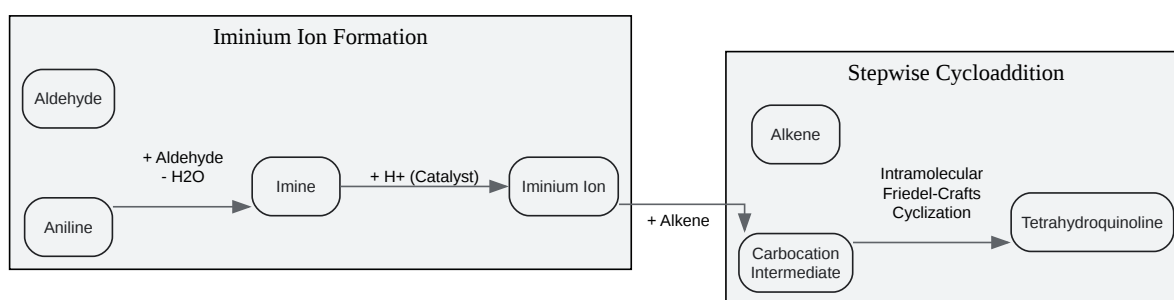 Iminium Ion Formation
Aldehyde
+ Aldehyde
- H2O
Aniline
Imine
+ H+ (Catalyst)
Iminium Ion
+ Alkene
Stepwise Cycloaddition
Alkene
Carbocation
Intermediate
Intramolecular
Friedel-Crafts
Cyclization
Tetrahydroquinoline